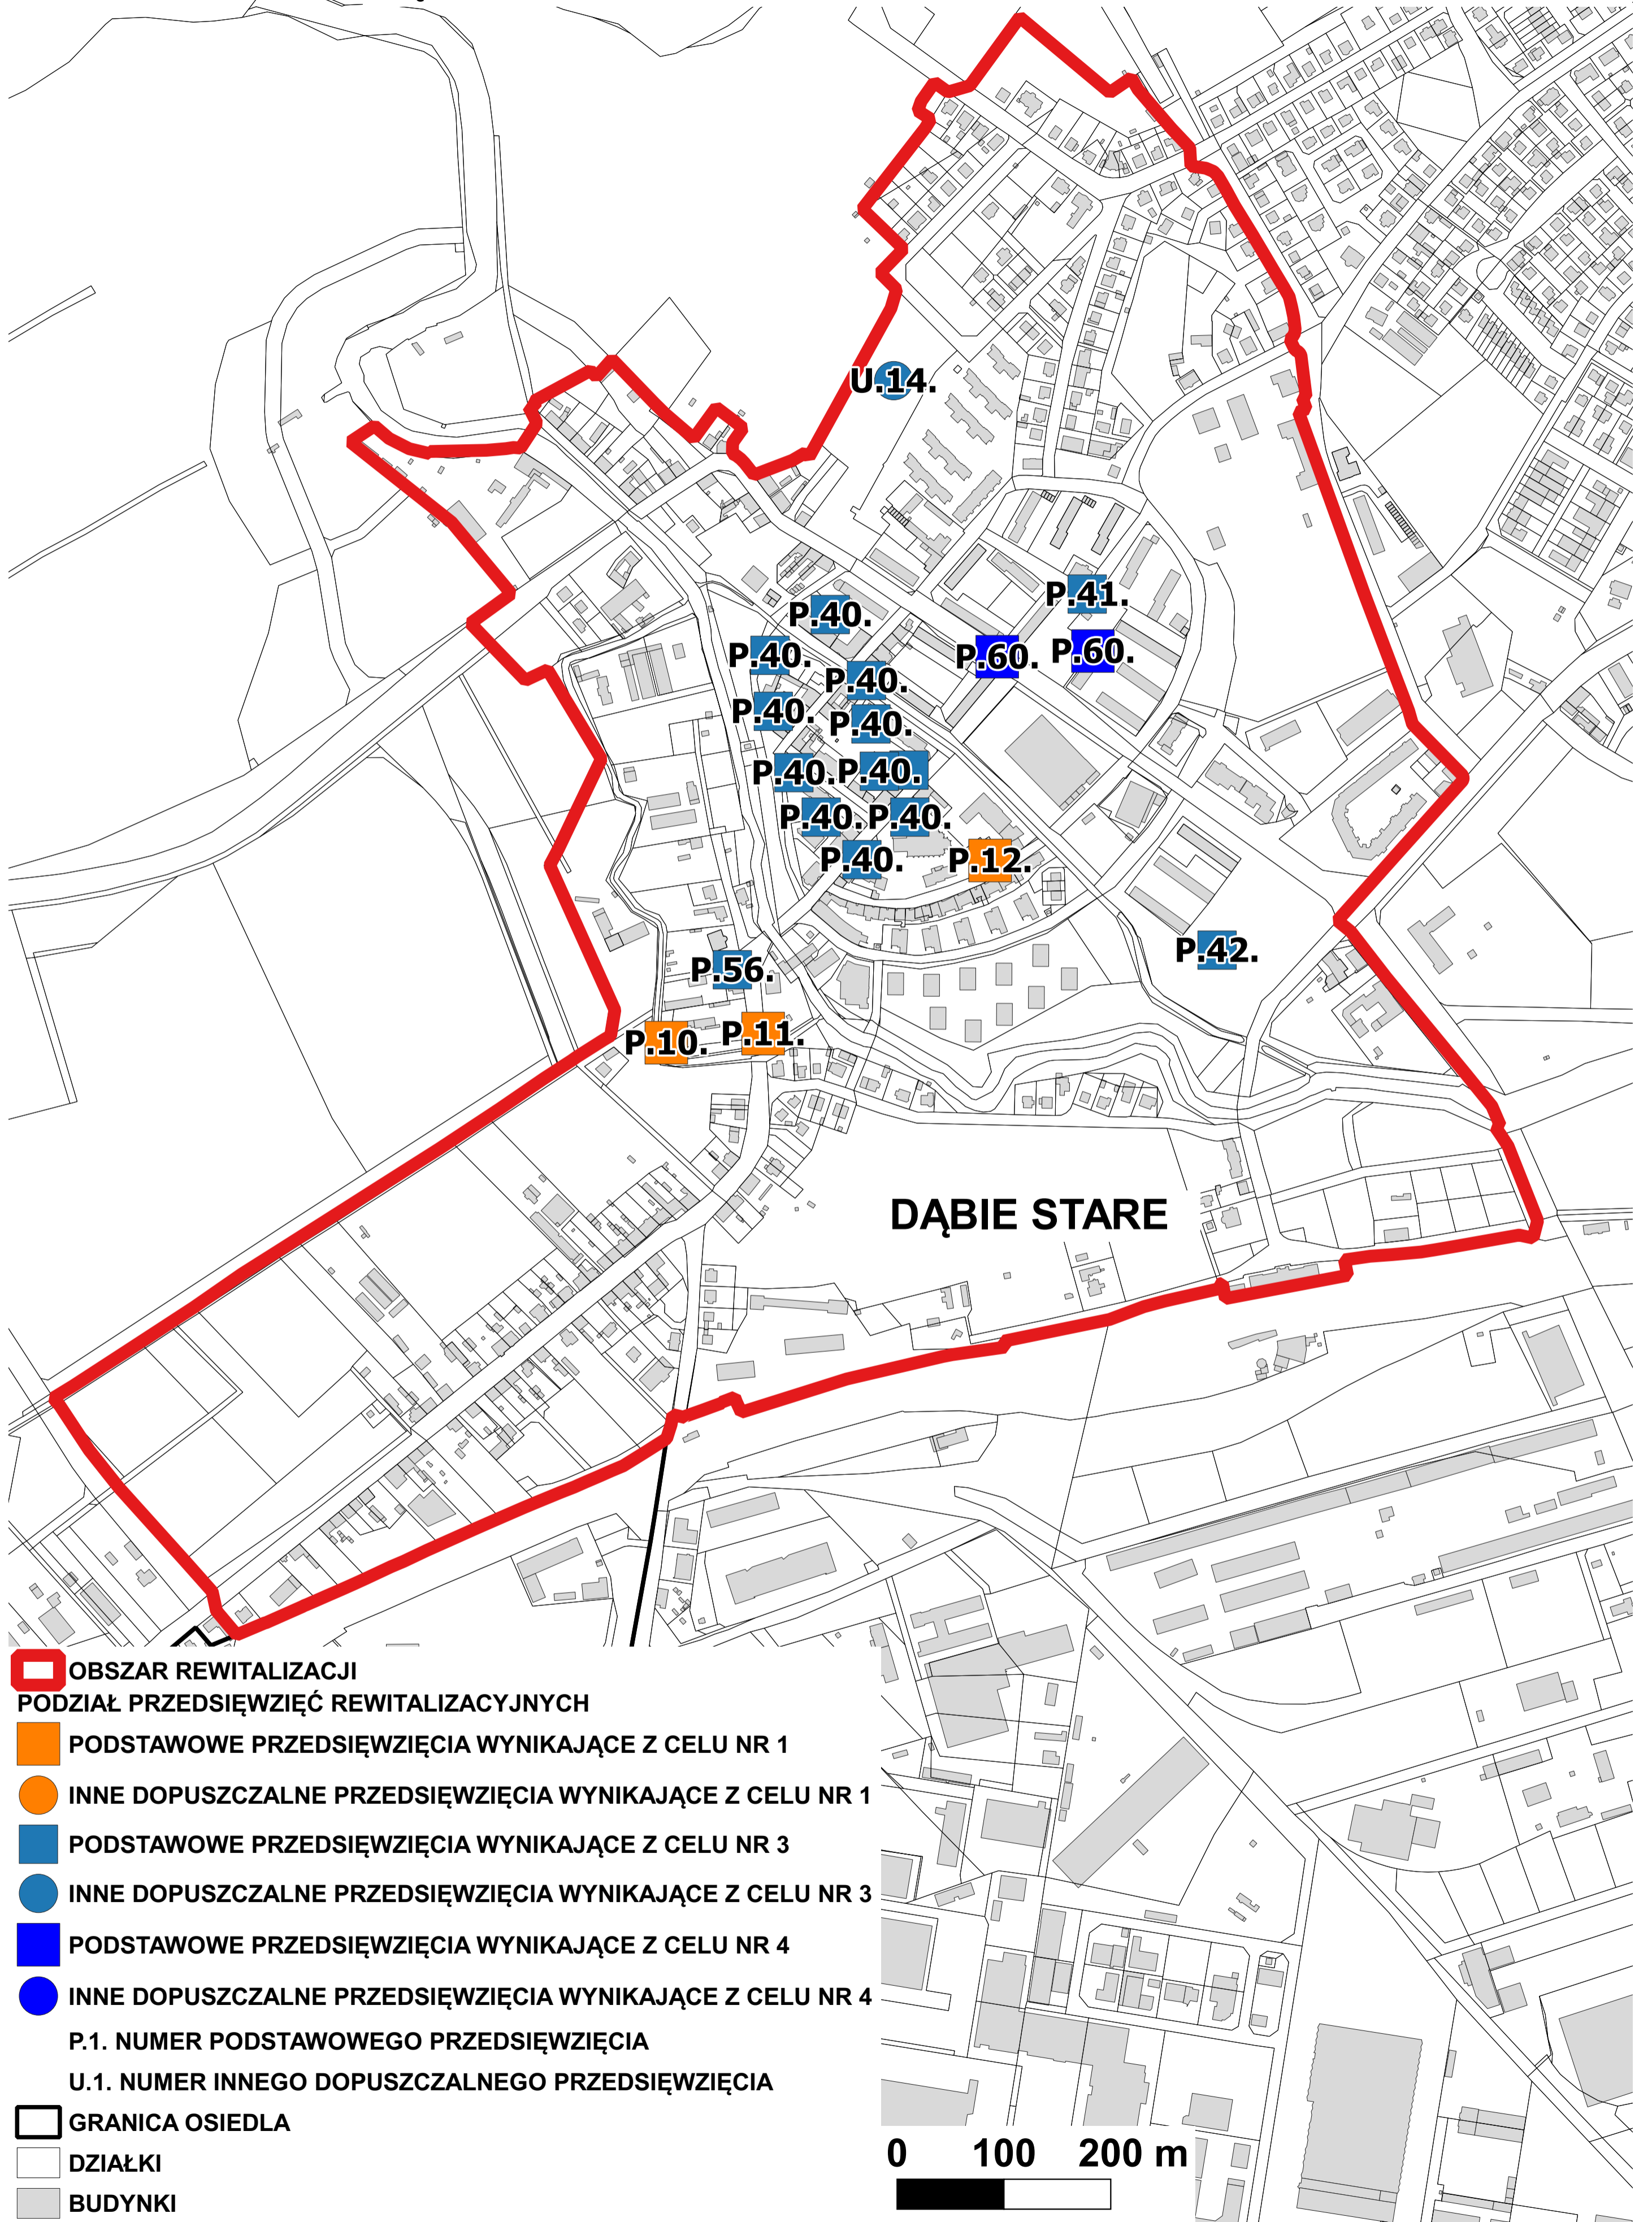 U.14.
P.41.
P.40.
P.60.
P.60.
P.40.
P.40.
P.40.
P.40.
P.40.
P.40.
P.40.
P.40.
P.40.
P.12.
P.42.
P.56.
P.10.
P.11.
DĄBIE STARE
OBSZAR REWITALIZACJI
PODZIAŁ PRZEDSIĘWZIĘĆ REWITALIZACYJNYCH
PODSTAWOWE PRZEDSIĘWZIĘCIA WYNIKAJĄCE Z CELU NR 1
INNE DOPUSZCZALNE PRZEDSIĘWZIĘCIA WYNIKAJĄCE Z CELU NR 1
PODSTAWOWE PRZEDSIĘWZIĘCIA WYNIKAJĄCE Z CELU NR 3
INNE DOPUSZCZALNE PRZEDSIĘWZIĘCIA WYNIKAJĄCE Z CELU NR 3
PODSTAWOWE PRZEDSIĘWZIĘCIA WYNIKAJĄCE Z CELU NR 4
INNE DOPUSZCZALNE PRZEDSIĘWZIĘCIA WYNIKAJĄCE Z CELU NR 4
P.1. NUMER PODSTAWOWEGO PRZEDSIĘWZIĘCIA
U.1. NUMER INNEGO DOPUSZCZALNEGO PRZEDSIĘWZIĘCIA
GRANICA OSIEDLA
DZIAŁKI
BUDYNKI
0 100 200 m